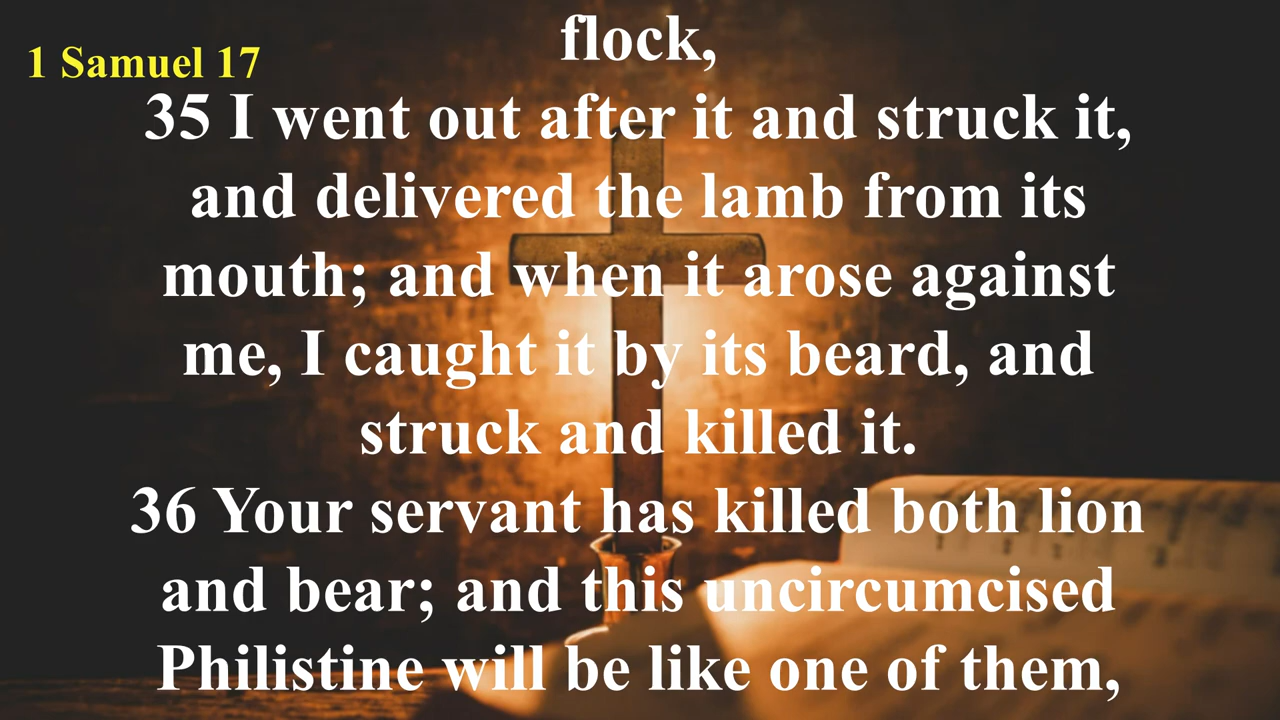 flock,
1 Samuel 17
35 I went out after it and struck it,
and delivered the lamb from its
mouth; and when it arose against
me, I caught it by its beard, and
struck and killed it.
36 Your servant has killed both lion
and bear; and this uncircumcised
Philistine will be like one of them,